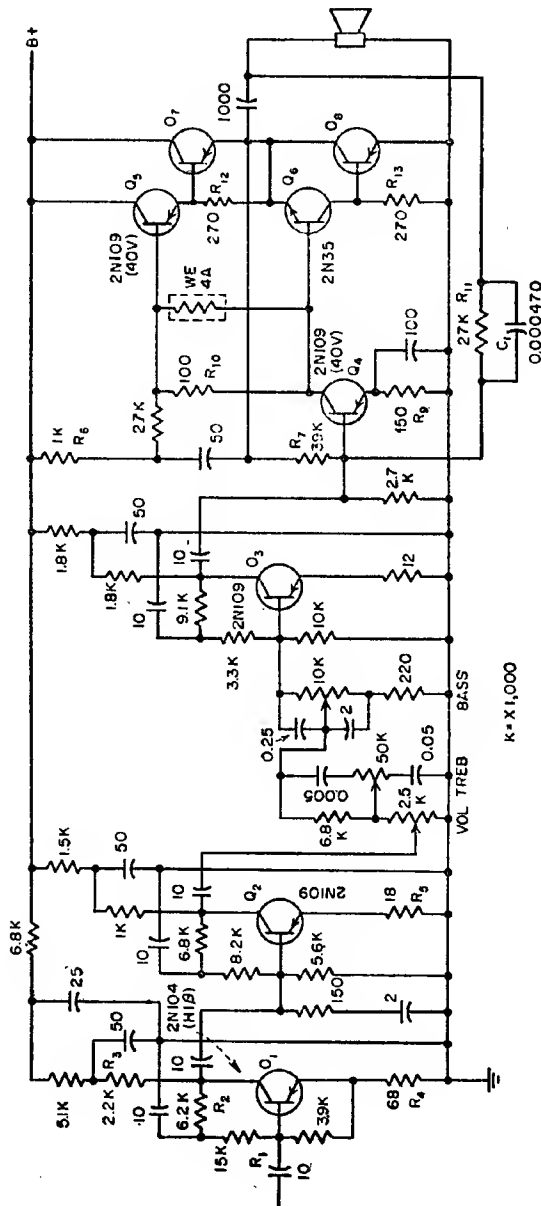 B+
6.8K
25
5.1K
50
R3
2.2K
10
6.2K
R2
10
2N104
(HIβ)
15K
R1
10
O1
3.9K
68
R4
1.5K
50
1K
10
10
6.8K
8.2K
Q2
2N109
150
5.6K
2
18
R5
VOL
TREB
BASS
2.5
K
6.8
K
0.005
50K
0.05
0.25
2
10K
220
K = X 1,000
1.8K
50
1.8K
10
10
9.1K
2N109
3.3K
O3
10K
12
1K
R6
27K
50
R7
39K
2.7
K
100
R10
WE
4A
2N109
(40V)
Q4
150
R9
100
2N109
(40V)
Q5
O7
270
R12
2N35
Q6
O8
270
R13
1000
27K
R11
C1
0.000470